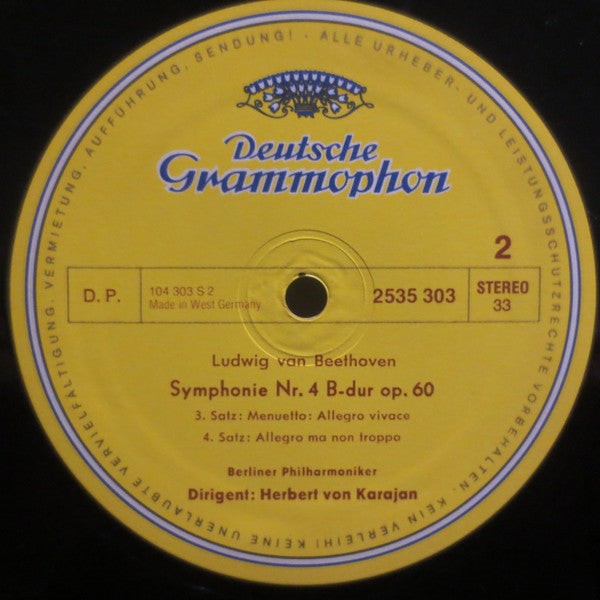 ALLE URHEBER- UND LEISTUNGSSCHUTZRECHTE VORBEHALTEN. KEIN VERLEIH! KEINE UNERLAUBTE VERVIELFÄLTIGUNG, VERMIETUNG, AUFFÜHRUNG, SENDUNG! -
Deutsche
Grammophon
2
D. P.
104 303 S 2
Made in West Germany
2535 303
STEREO
33
Ludwig van Beethoven
Symphonie Nr. 4 B-dur op. 60
3. Satz: Menuetto: Allegro vivace
4. Satz: Allegro ma non troppo
Berliner Philharmoniker
Dirigent: Herbert von Karajan